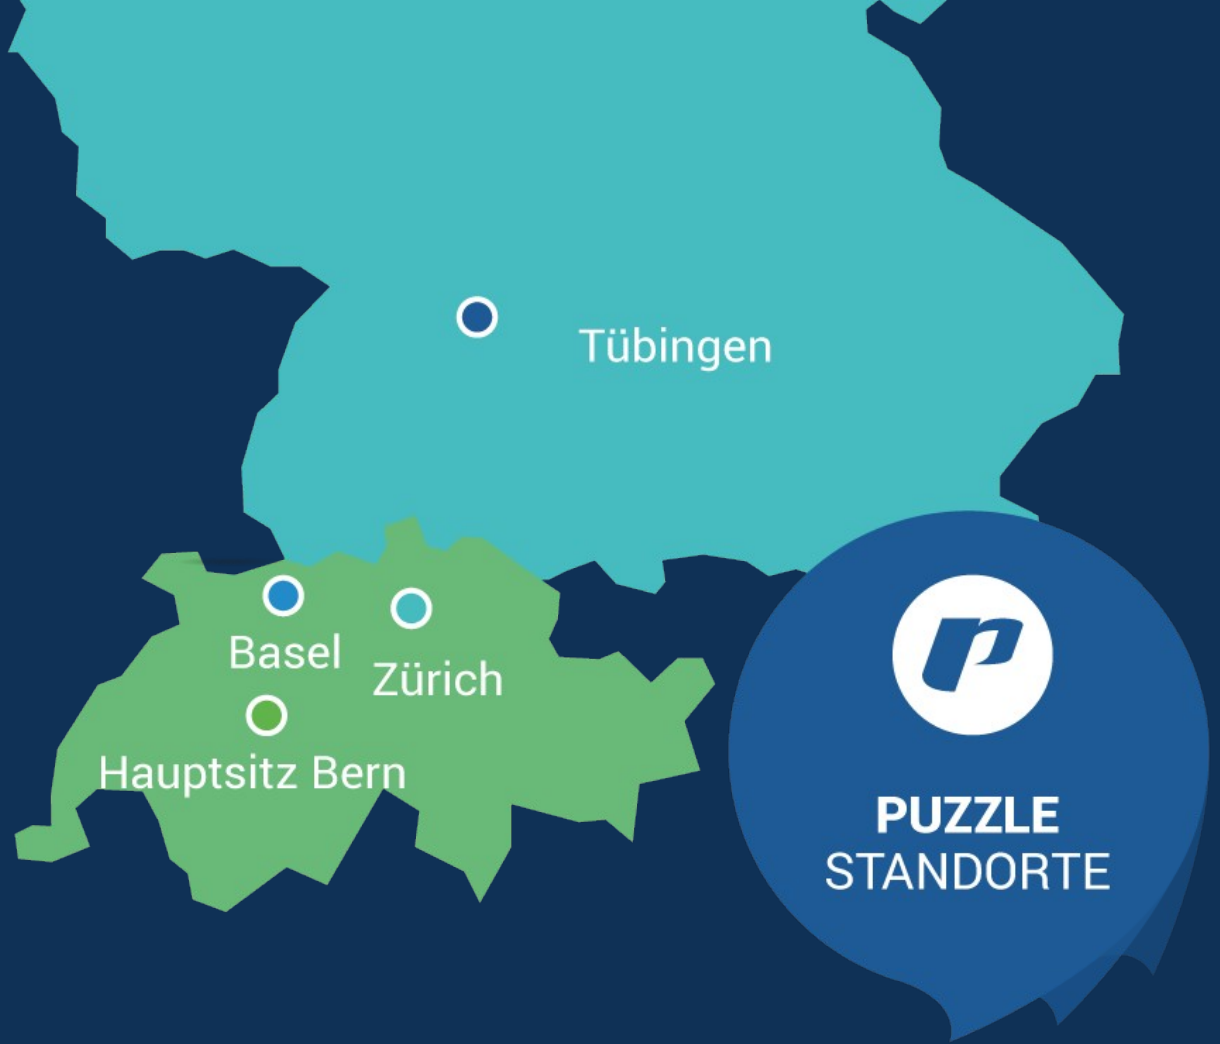 Tübingen
Basel
Zürich
Hauptsitz Bern
PUZZLE
STANDORTE